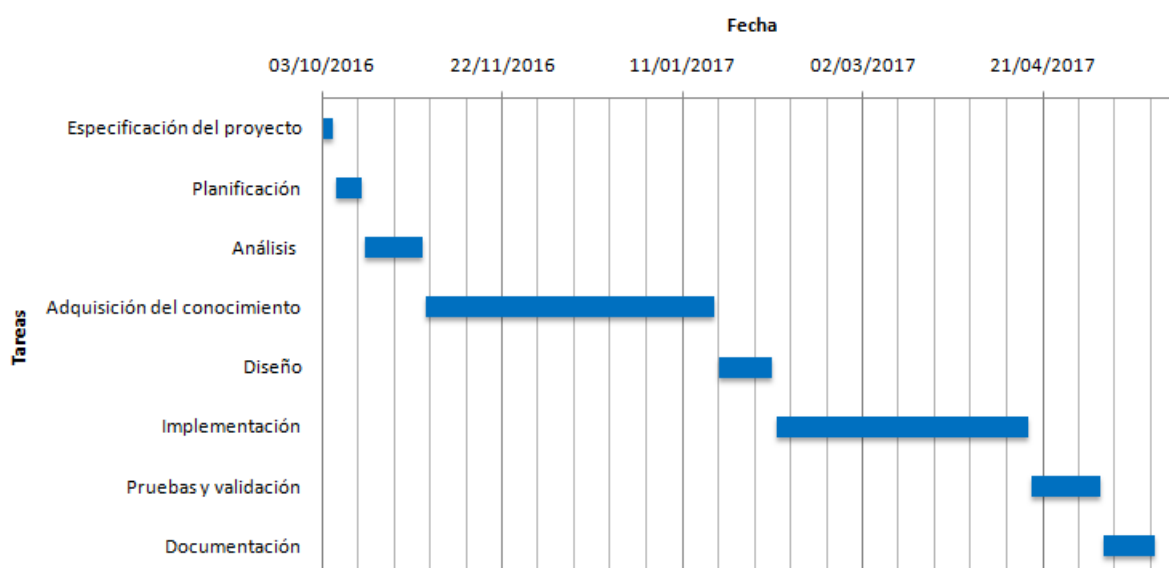 Fecha
03/10/2016 22/11/2016 11/01/2017 02/03/2017 21/04/2017
Especificación del proyecto
Planificación
Análisis
Adquisición del conocimiento
Diseño
Implementación
Pruebas y validación
Documentación
Tareas